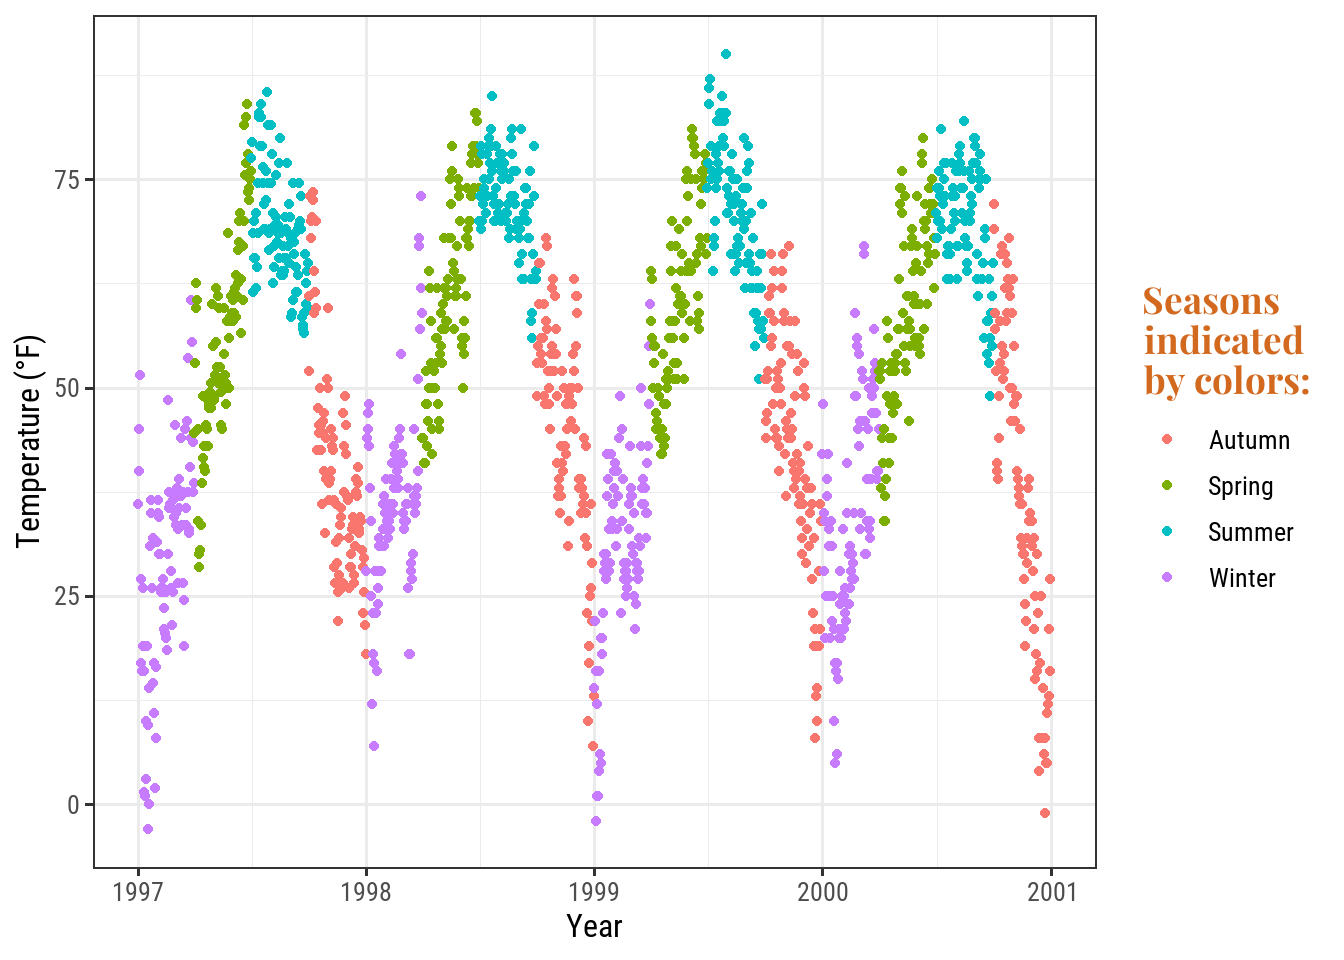 75
50
25
0
Temperature (°F)
1997 1998 1999 2000 2001
Year
Seasons
indicated
by colors:
Autumn
Spring
Summer
Winter